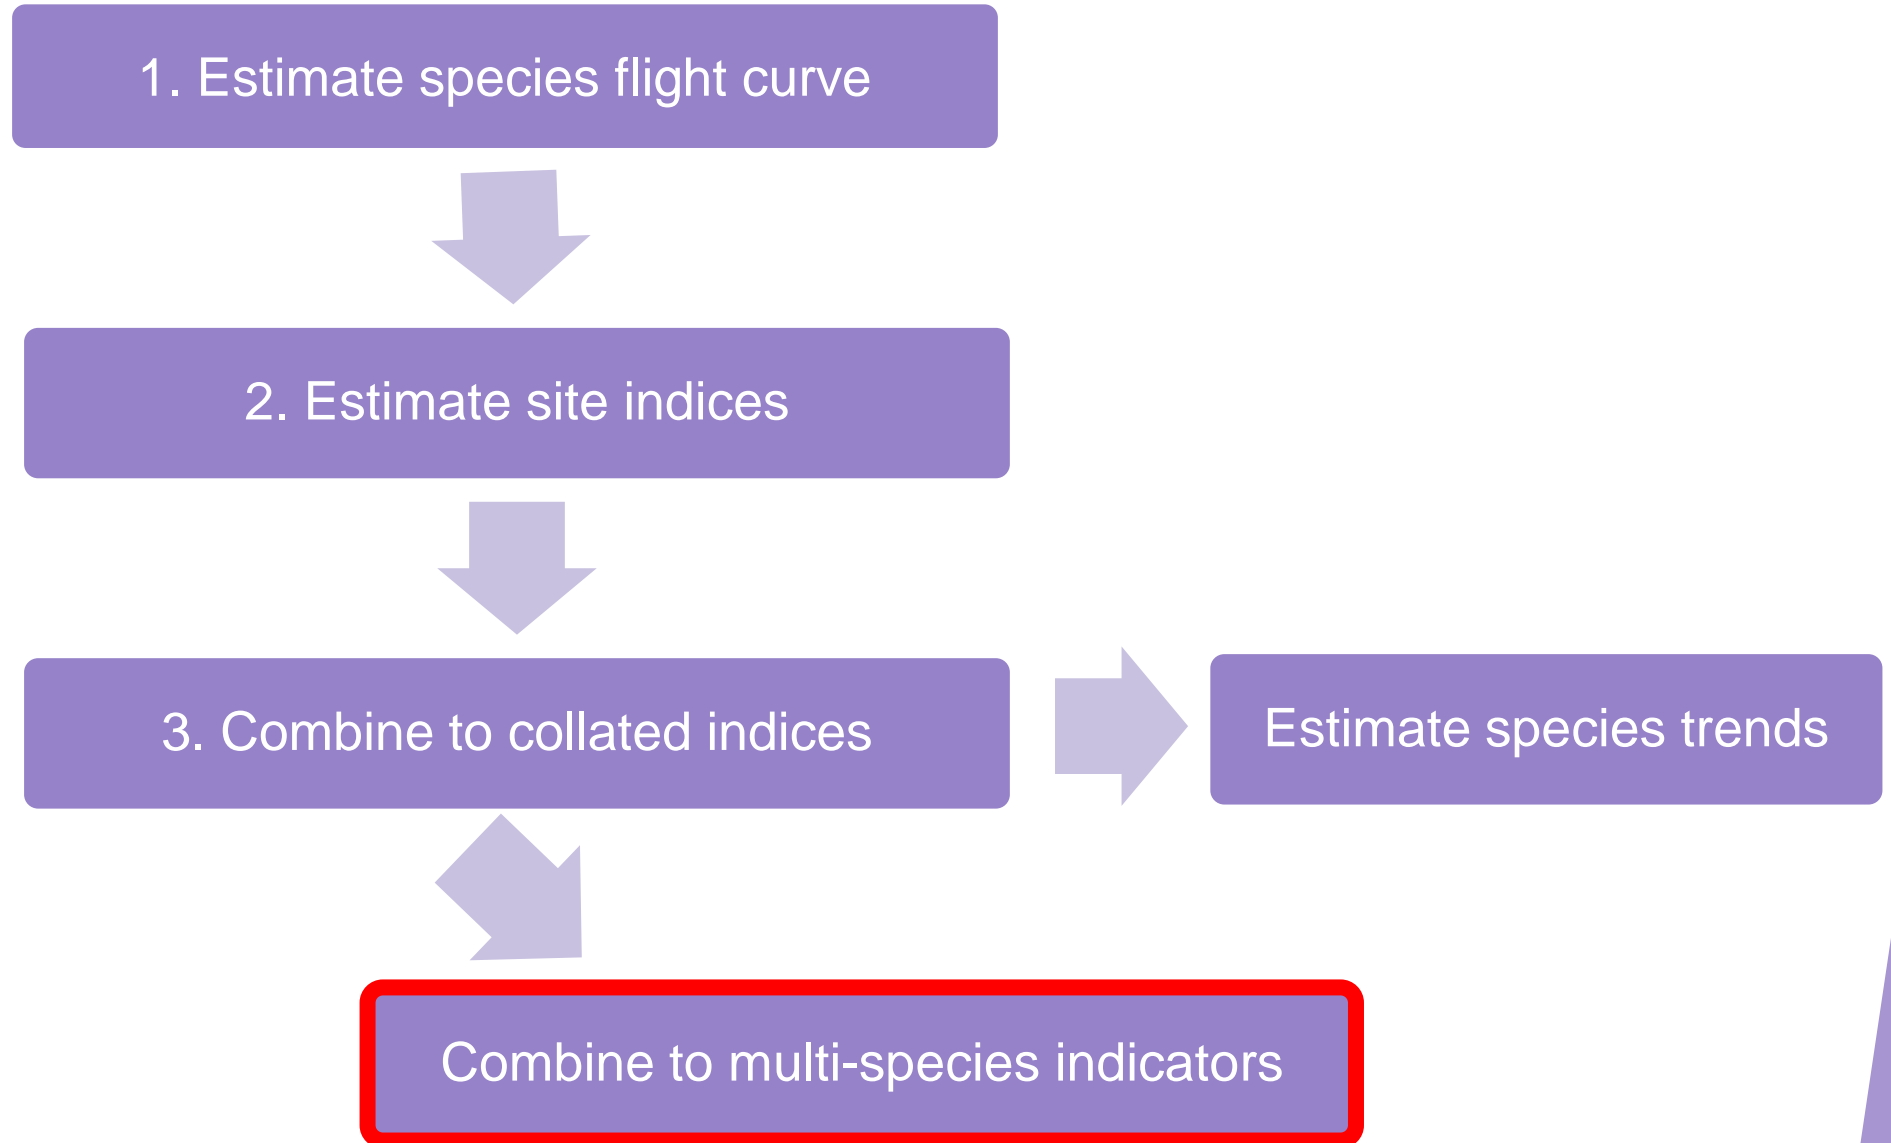 1. Estimate species flight curve
2. Estimate site indices
3. Combine to collated indices
Estimate species trends
Combine to multi-species indicators